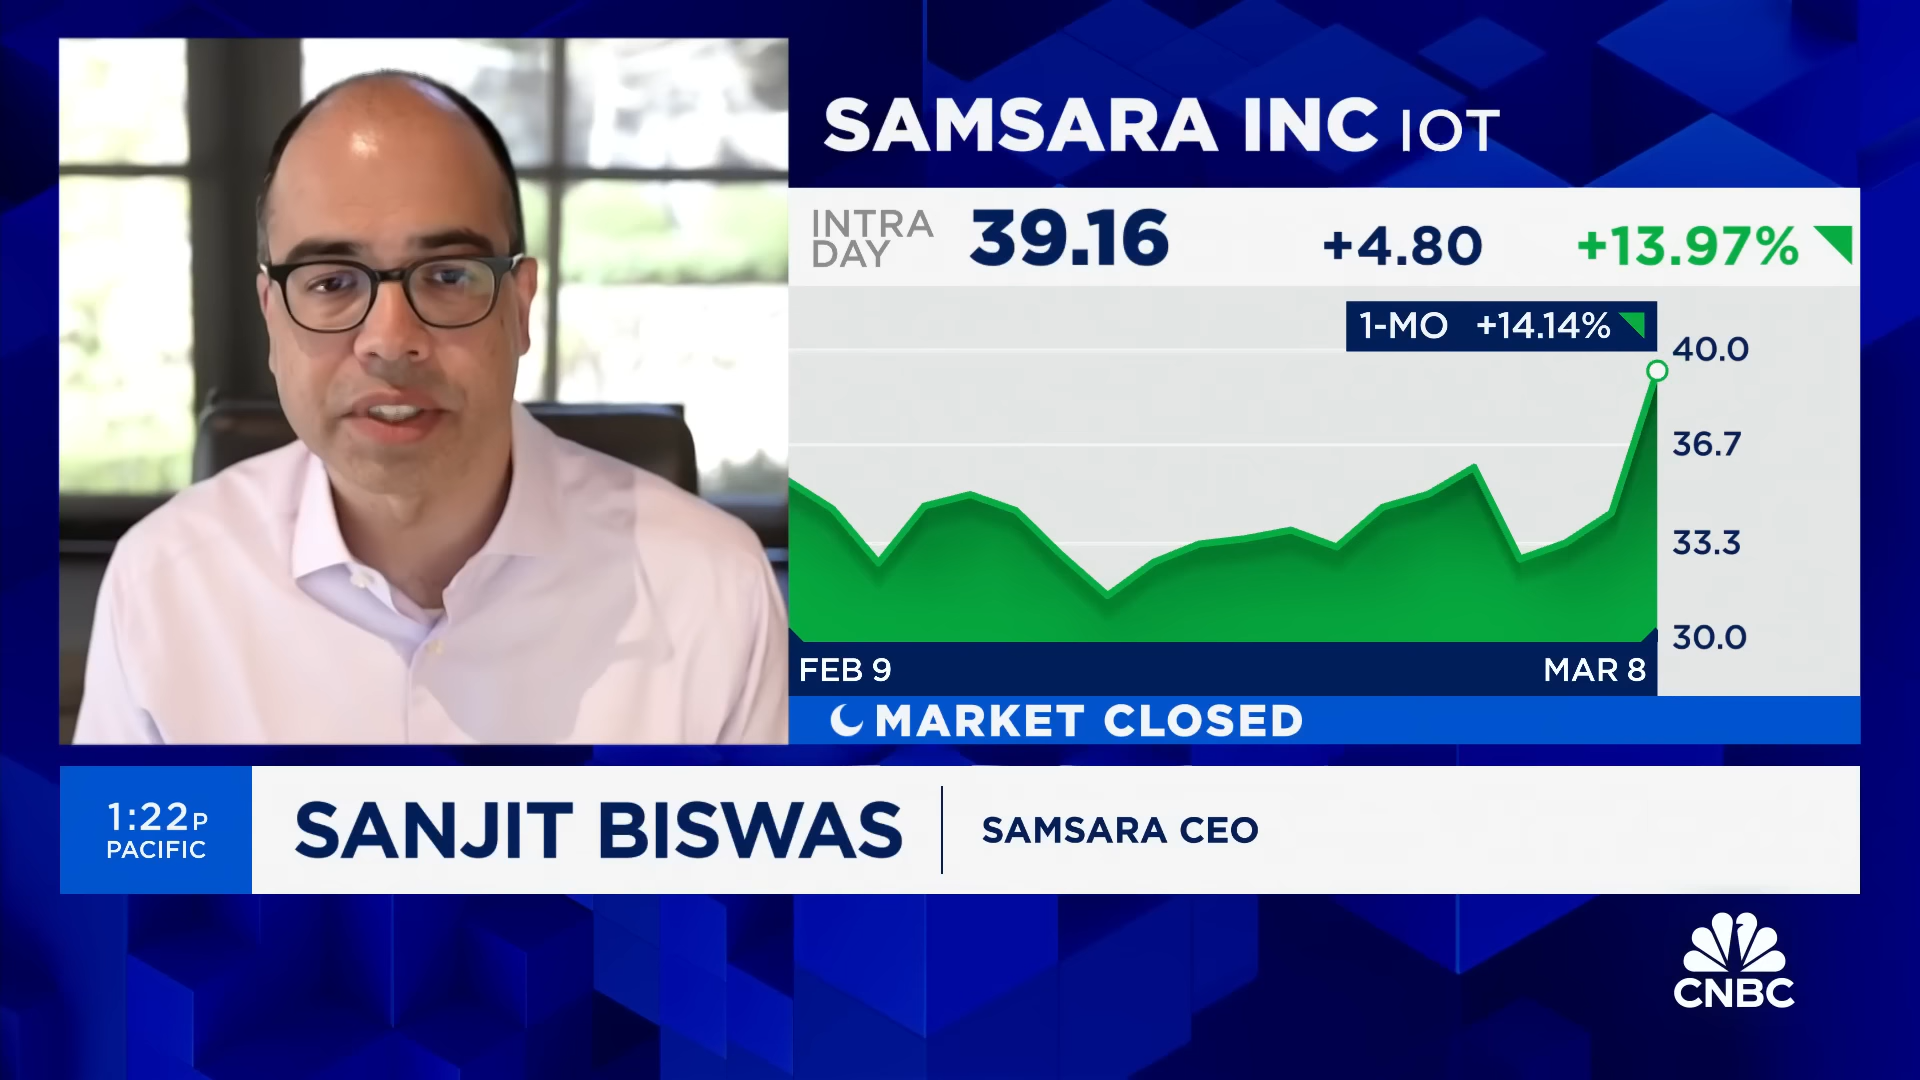 SAMSARA INC IOT
INTRA
DAY
39.16 +4.80 +13.97%
1-MO +14.14%
40.0
36.7
33.3
30.0
FEB 9 MAR 8
MARKET CLOSED
1:22P
PACIFIC
SANJIT BISWAS
SAMSARA CEO
CNBC